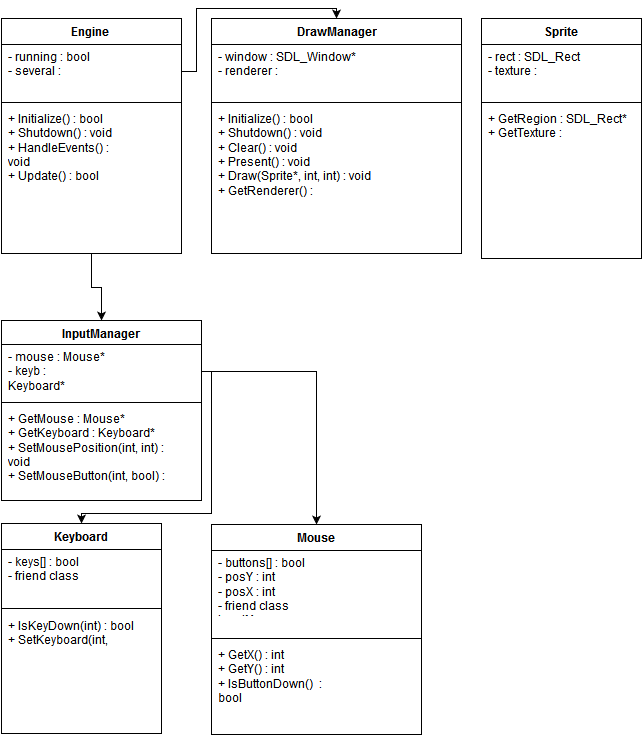 Engine
- running : bool
- several :
+ Initialize() : bool
+ Shutdown() : void
+ HandleEvents() :
void
+ Update() : bool
DrawManager
- window : SDL_Window*
- renderer :
+ Initialize() : bool
+ Shutdown() : void
+ Clear() : void
+ Present() : void
+ Draw(Sprite*, int, int) : void
+ GetRenderer() :
Sprite
- rect : SDL_Rect
- texture :
+ GetRegion : SDL_Rect*
+ GetTexture :
InputManager
- mouse : Mouse*
- keyb :
Keyboard*
+ GetMouse : Mouse*
+ GetKeyboard : Keyboard*
+ SetMousePosition(int, int) :
void
+ SetMouseButton(int, bool) :
Keyboard
- keys[] : bool
- friend class
+ IsKeyDown(int) : bool
+ SetKeyboard(int,
Mouse
- buttons[] : bool
- posY : int
- posX : int
- friend class
+ GetX() : int
+ GetY() : int
+ IsButtonDown() :
bool